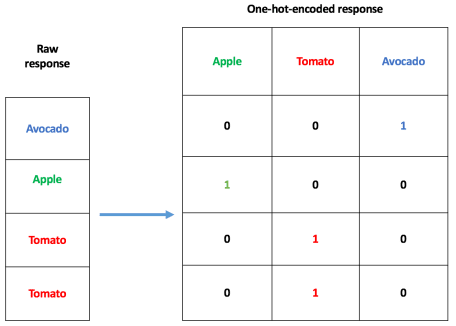 One-hot-encoded response
Raw
response
Apple Tomato Avocado
Avocado 0 0 1
Apple 1 0 0
Tomato 0 1 0
Tomato 0 1 0